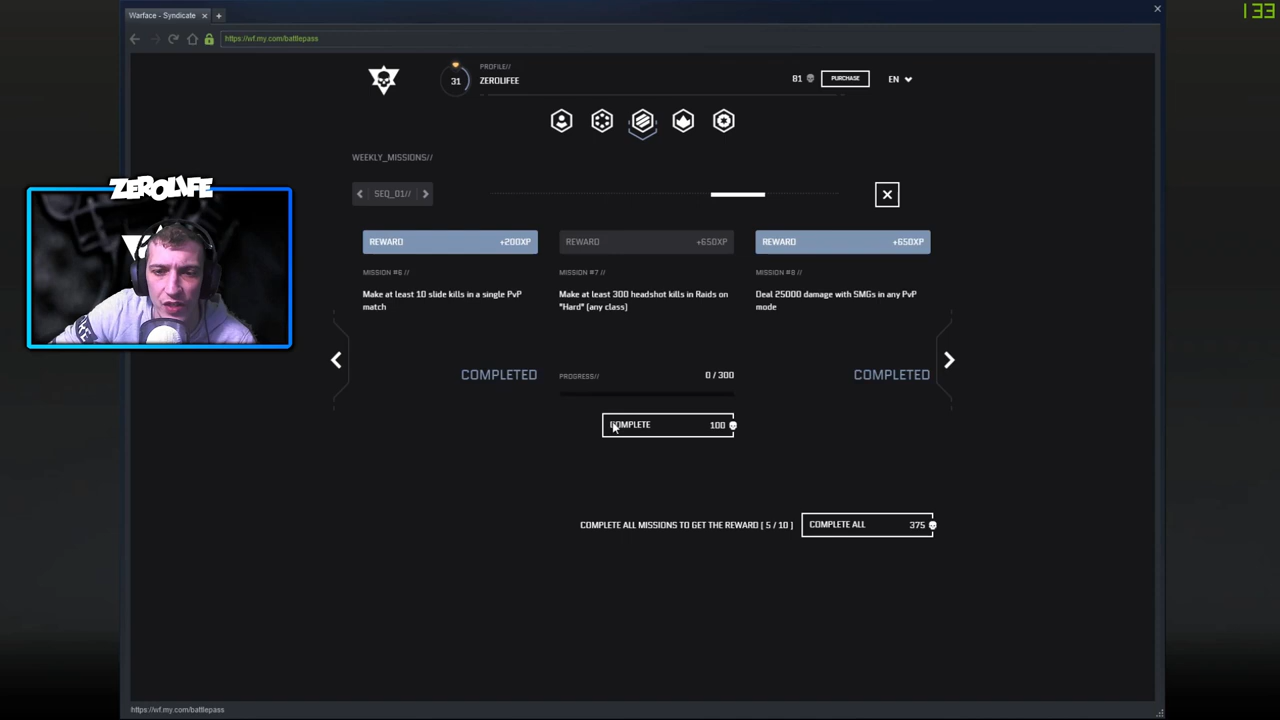 Warface - Syndicate
133
https://wf.my.com/battlepass
PROFILE//
31
ZEROLIFEE
81
PURCHASE
EN
WEEKLY_MISSIONS//
SEQ_01//
ZEROLIFE
REWARD +200XP
REWARD +650XP
REWARD +650XP
MISSION #6 //
MISSION #7 //
MISSION #8 //
Make at least 10 slide kills in a single PvP
match
Make at least 300 headshot kills in Raids on
"Hard" (any class)
Deal 25000 damage with SMGs in any PvP
mode
COMPLETED
PROGRESS// 0 / 300
COMPLETED
COMPLETE 100
COMPLETE ALL MISSIONS TO GET THE REWARD [ 5 / 10 ]
COMPLETE ALL 375
https://wf.my.com/battlepass